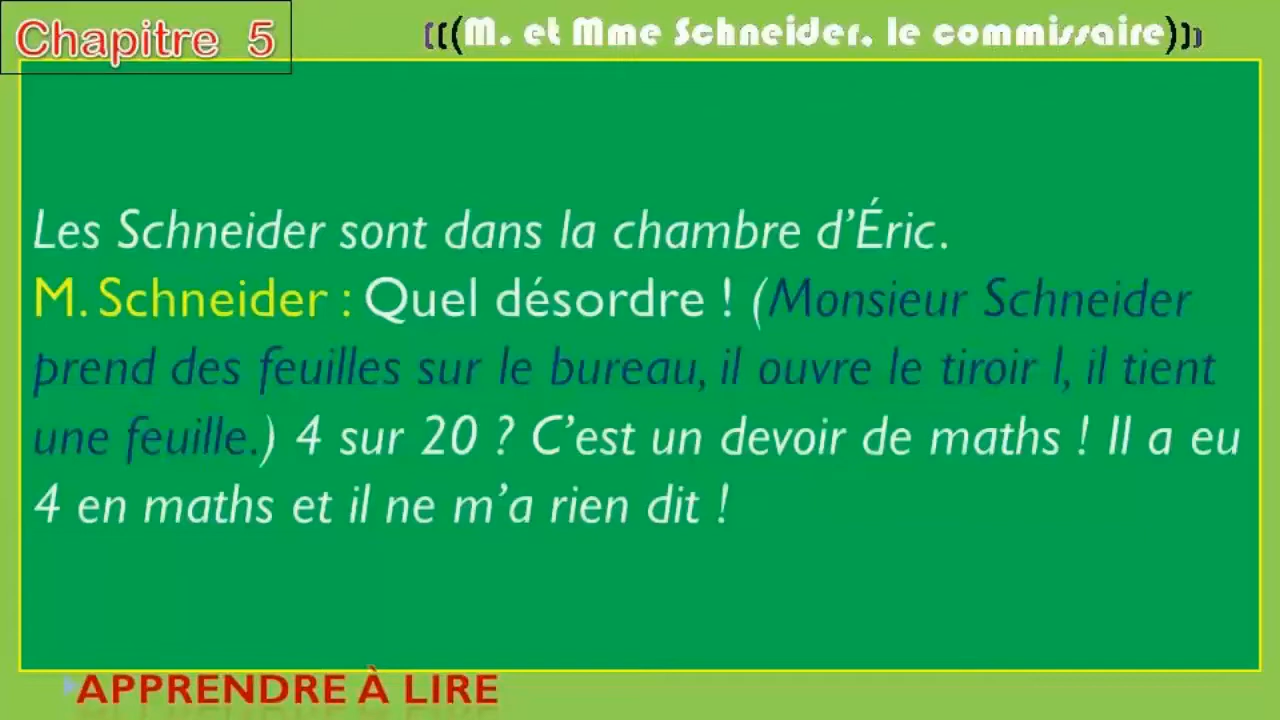 Chapitre 5
(((M. et Mme Schneider. le commissaire)))
Les Schneider sont dans la chambre d’Éric.
M. Schneider : Quel désordre ! (Monsieur Schneider
prend des feuilles sur le bureau, il ouvre le tiroir l, il tient
une feuille.) 4 sur 20 ? C’est un devoir de maths ! Il a eu
4 en maths et il ne m’a rien dit !
APPRENDRE À LIRE